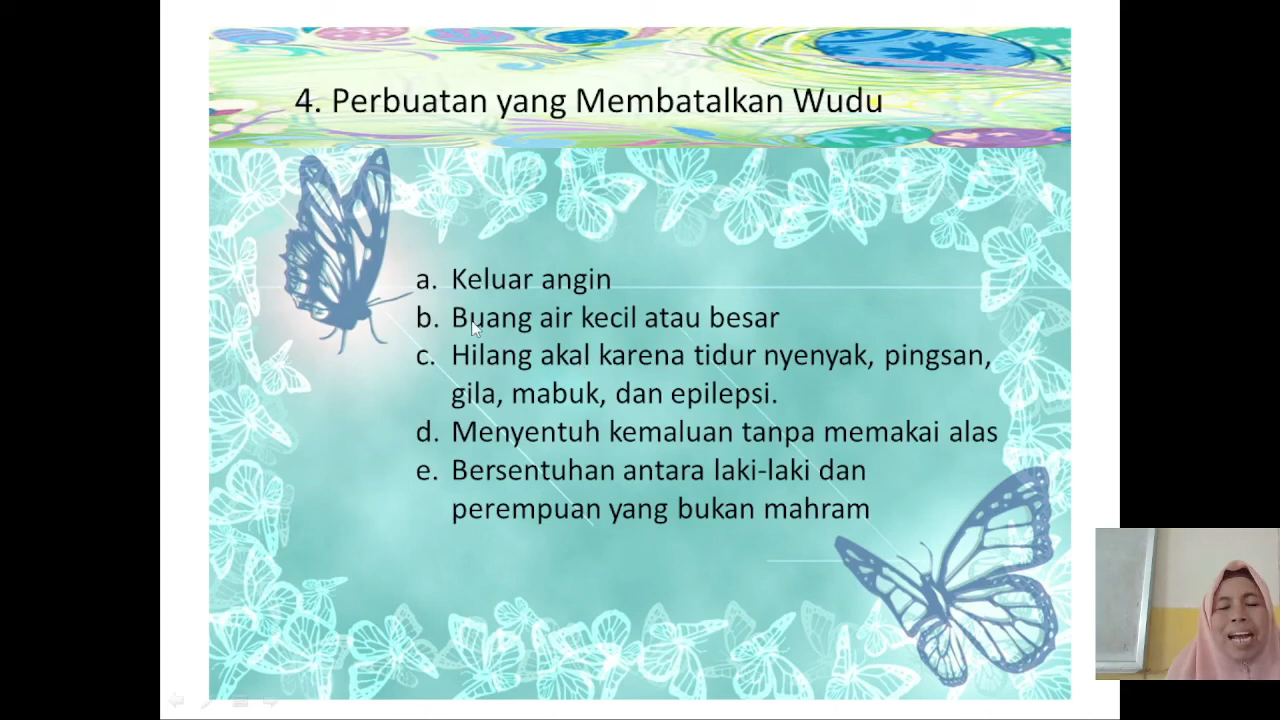 4. Perbuatan yang Membatalkan Wudu
a. Keluar angin
b. Buang air kecil atau besar
c. Hilang akal karena tidur nyenyak, pingsan,
gila, mabuk, dan epilepsi.
d. Menyentuh kemaluan tanpa memakai alas
e. Bersentuhan antara laki-laki dan
perempuan yang bukan mahram